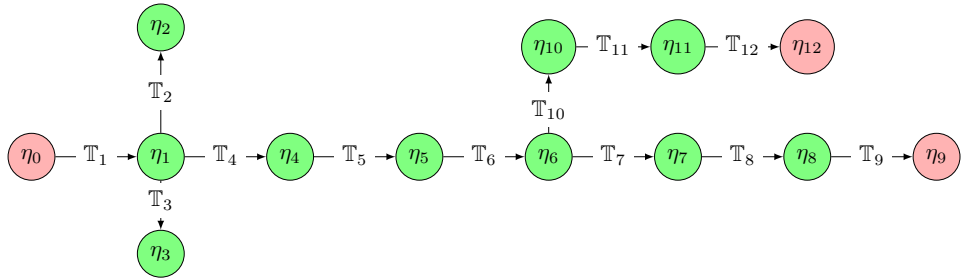 η₂
η₁₀ 𝕋₁₁ η₁₁ 𝕋₁₂ η₁₂
𝕋₂
𝕋₁₀
η₀ 𝕋₁ η₁ 𝕋₄ η₄ 𝕋₅ η₅ 𝕋₆ η₆ 𝕋₇ η₇ 𝕋₈ η₈ 𝕋₉ η₉
𝕋₃
η₃